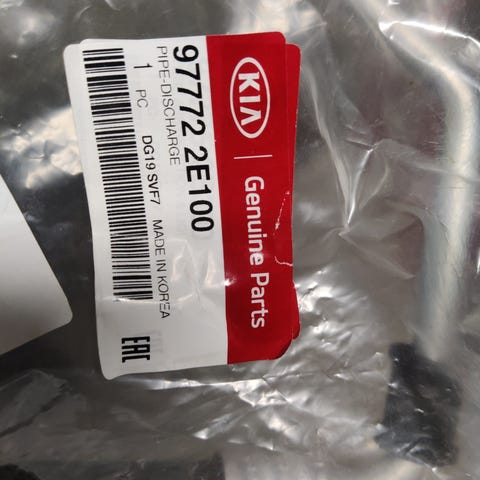 KIA | Genuine Parts
97772 2E100
PIPE-DISCHARGE
1 PC
DG19 SVF7 MADE IN KOREA
EAC